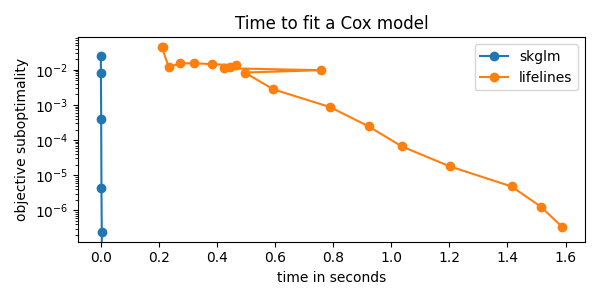 Time to fit a Cox model
objective suboptimality
10⁻²
10⁻³
10⁻⁴
10⁻⁵
10⁻⁶
skglm
lifelines
0.0 0.2 0.4 0.6 0.8 1.0 1.2 1.4 1.6
time in seconds